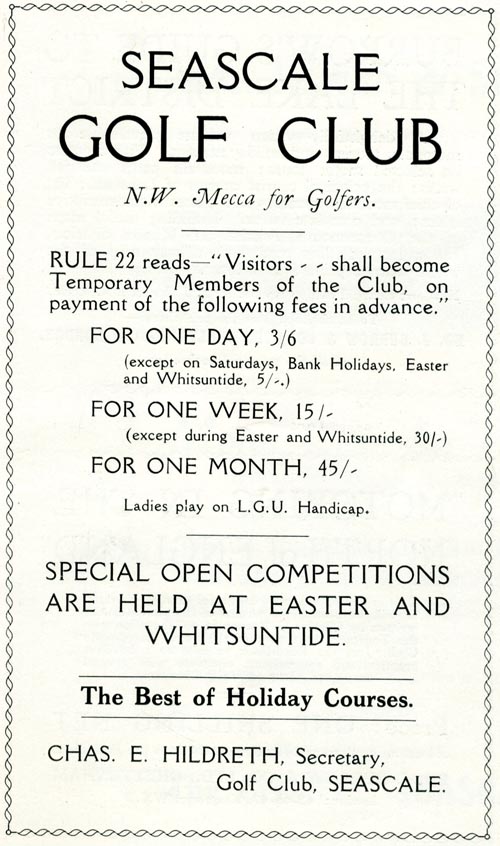 SEASCALE
GOLF CLUB
N.W. Mecca for Golfers.
RULE 22 reads—“Visitors - - shall become
Temporary Members of the Club, on
payment of the following fees in advance.”
FOR ONE DAY, 3/6
(except on Saturdays, Bank Holidays, Easter
and Whitsuntide, 5/-.)
FOR ONE WEEK, 15/-
(except during Easter and Whitsuntide, 30/-)
FOR ONE MONTH, 45/-
Ladies play on L.G.U. Handicap.
SPECIAL OPEN COMPETITIONS
ARE HELD AT EASTER AND
WHITSUNTIDE.
The Best of Holiday Courses.
CHAS. E. HILDRETH, Secretary,
Golf Club, SEASCALE.